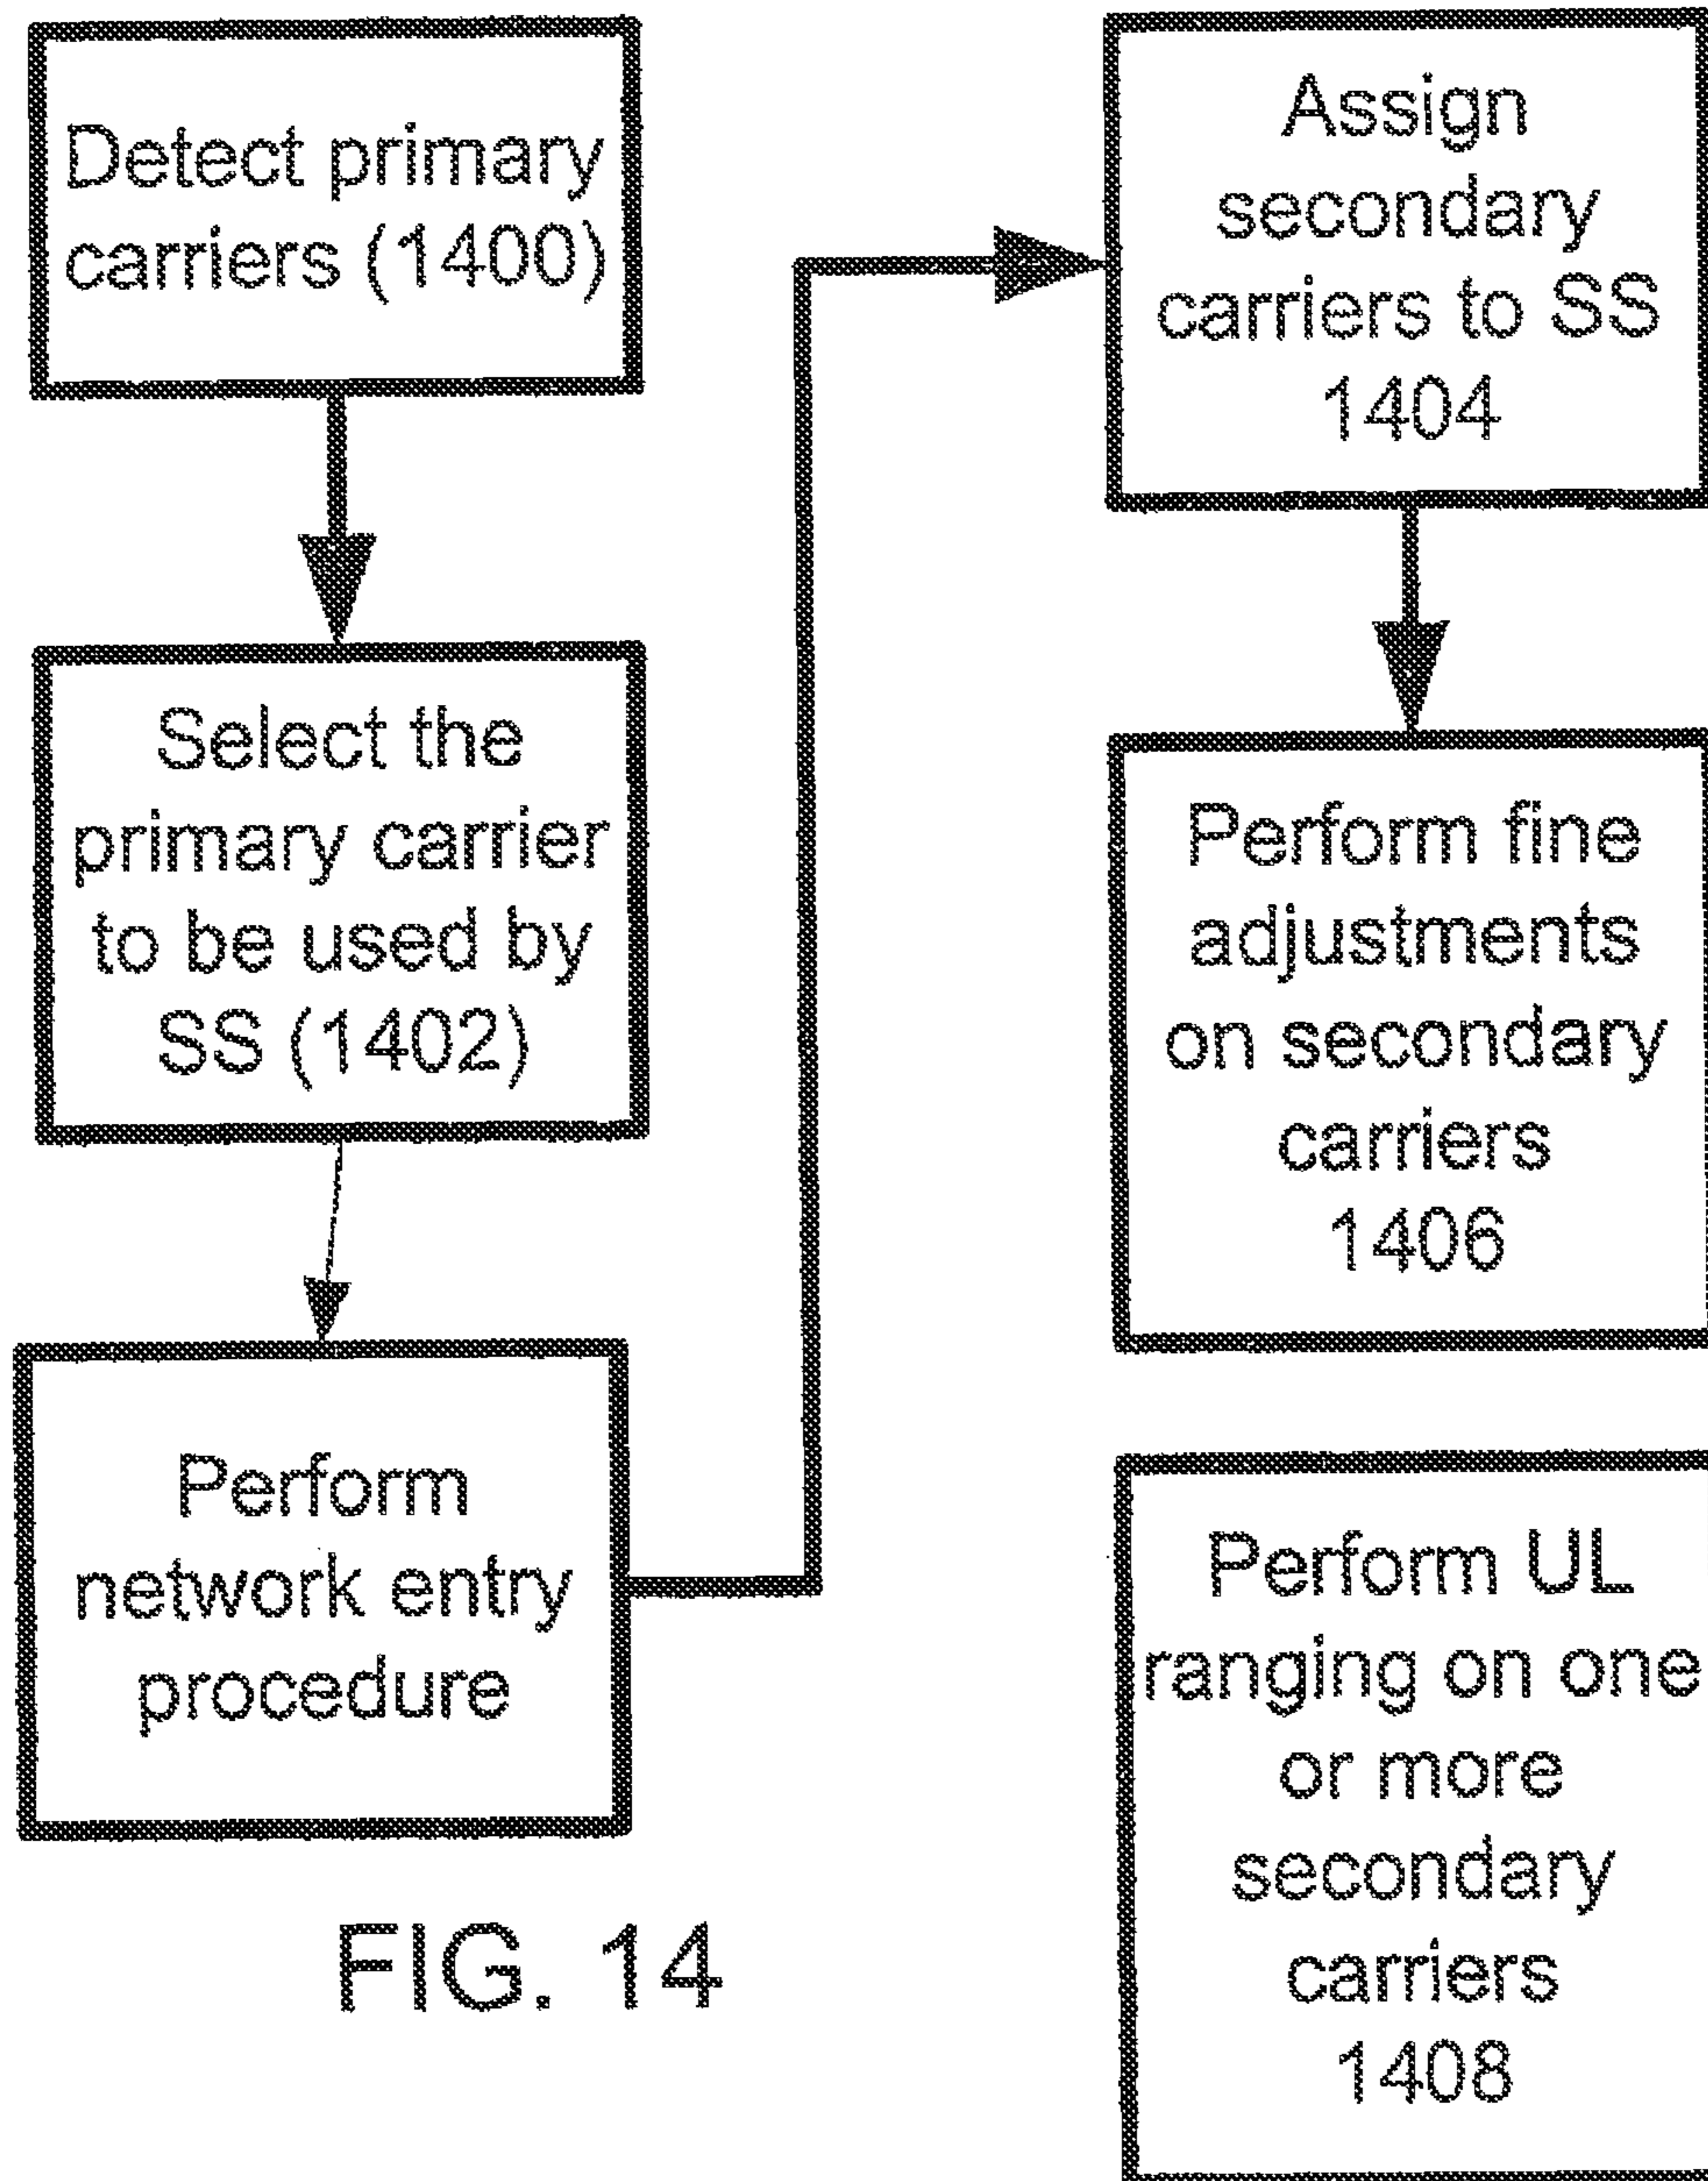 Detect primary
carriers (1400)
Select the
primary carrier
to be used by
SS (1402)
Perform
network entry
procedure
Assign
secondary
carriers to SS
1404
Perform fine
adjustments
on secondary
carriers
1406
Perform UL
ranging on one
or more
secondary
carriers
1408
FIG. 14